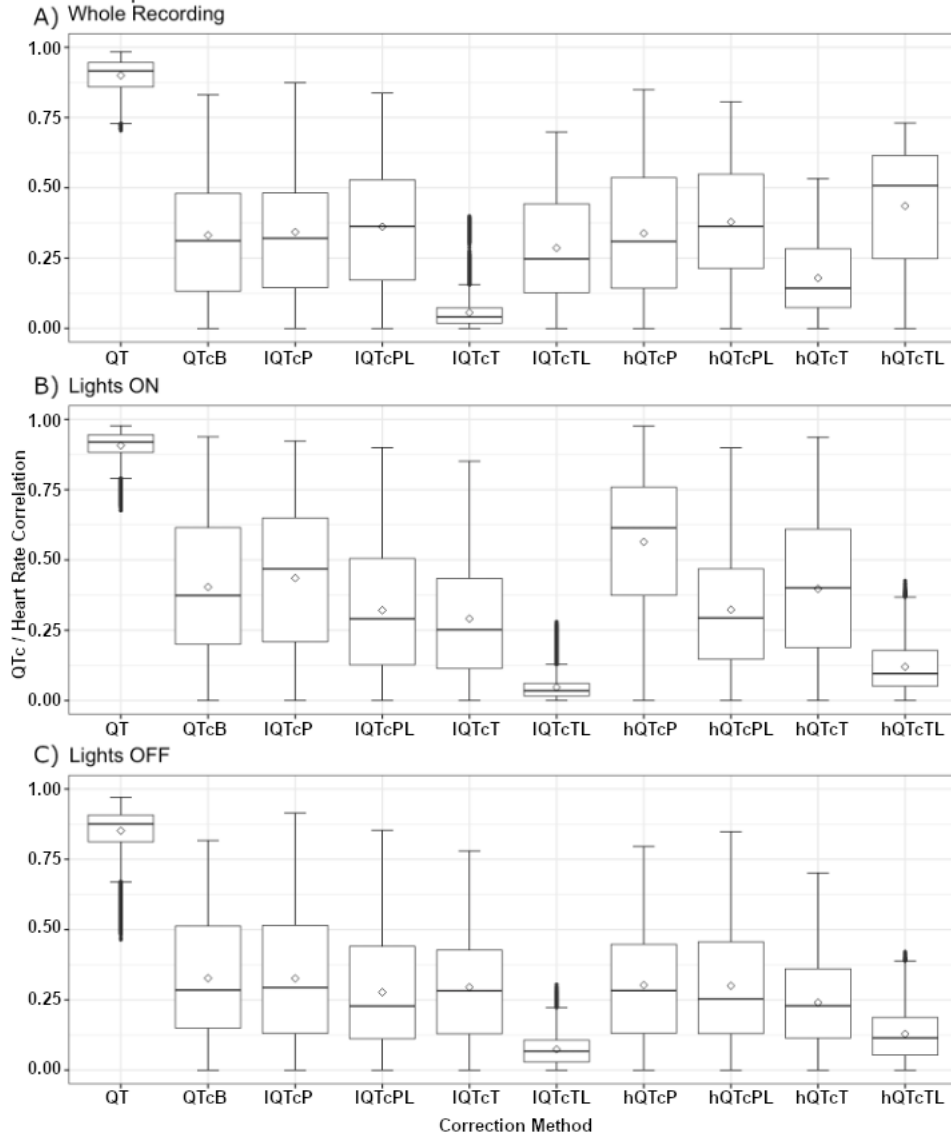 A) Whole Recording
1.00
0.75
0.50
0.25
0.00
QT QTcB lQTcP lQTcPL lQTcT lQTcTL hQTcP hQTcPL hQTcT hQTcTL
B) Lights ON
1.00
0.75
0.50
0.25
0.00
QTc / Heart Rate Correlation
QT QTcB lQTcP lQTcPL lQTcT lQTcTL hQTcP hQTcPL hQTcT hQTcTL
C) Lights OFF
1.00
0.75
0.50
0.25
0.00
QT QTcB lQTcP lQTcPL lQTcT lQTcTL hQTcP hQTcPL hQTcT hQTcTL
Correction Method